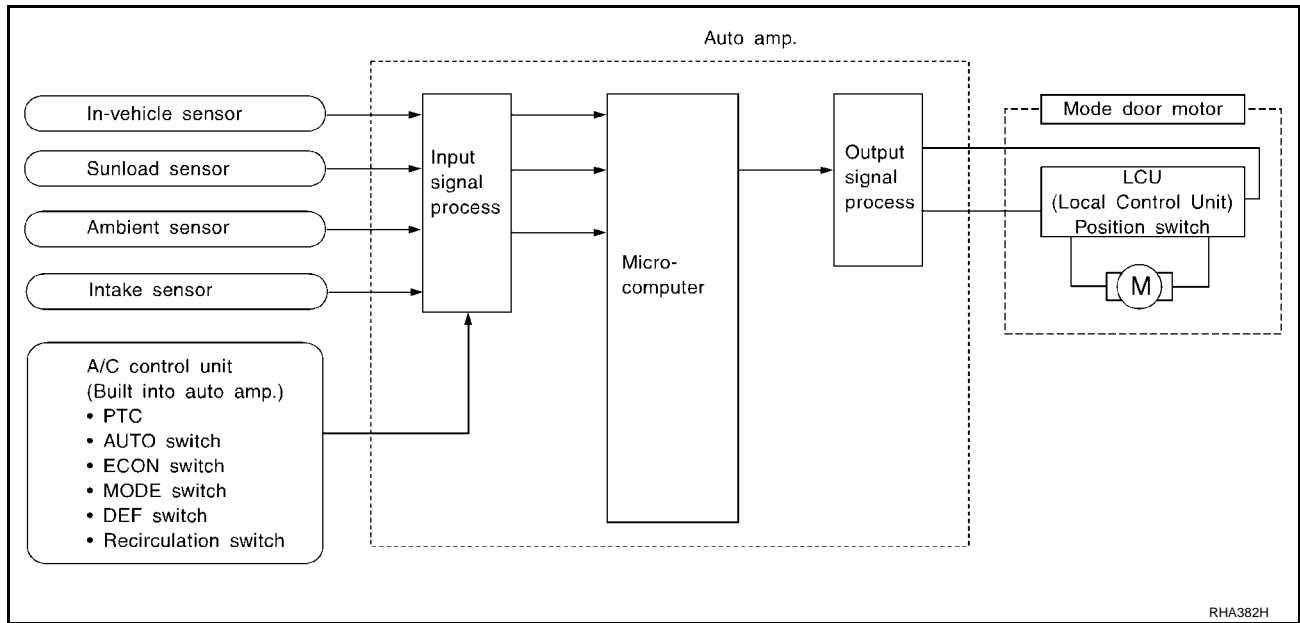 Auto amp.
In-vehicle sensor
Sunload sensor
Ambient sensor
Intake sensor
A/C control unit
(Built into auto amp.)
• PTC
• AUTO switch
• ECON switch
• MODE switch
• DEF switch
• Recirculation switch
Input
signal
process
Micro-
computer
Output
signal
process
Mode door motor
LCU
(Local Control Unit)
Position switch
M
RHA382H